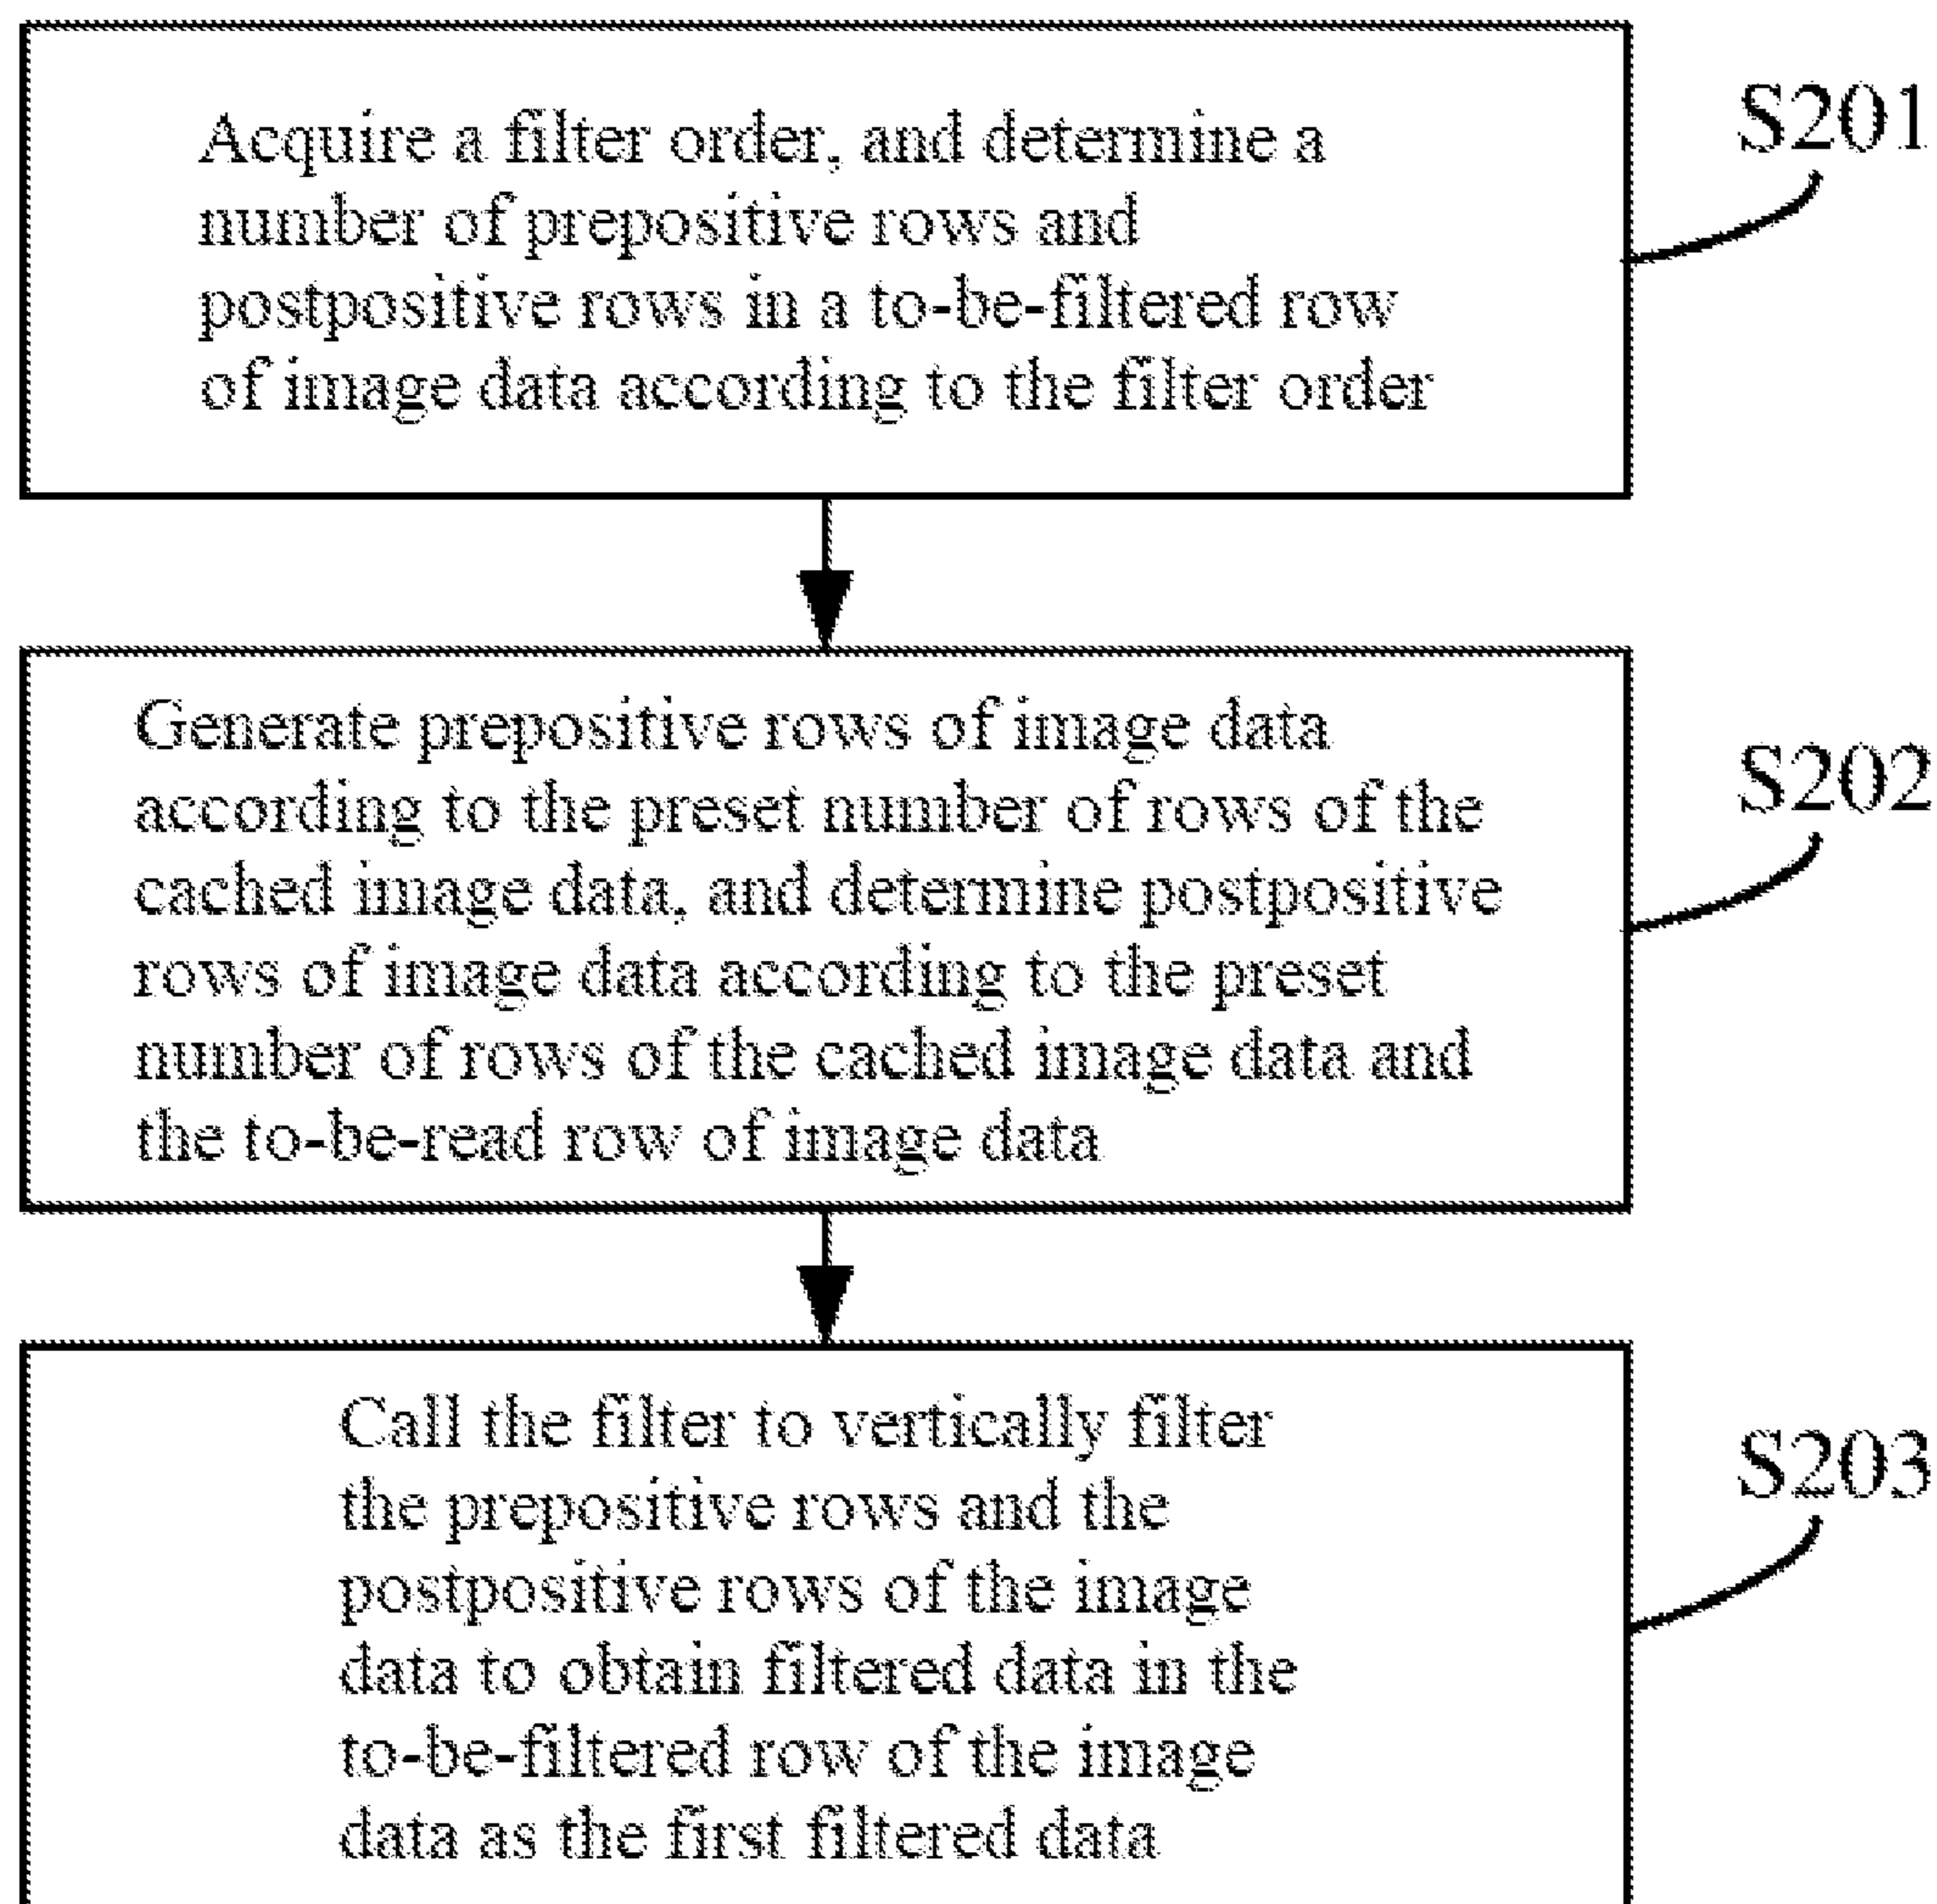 Acquire a filter order, and determine a
number of prepositive rows and
postpositive rows in a to-be-filtered row
of image data according to the filter order
S201
Generate prepositive rows of image data
according to the preset number of rows of the
cached image data, and determine postpositive
rows of image data according to the preset
number of rows of the cached image data and
the to-be-read row of image data
S202
Call the filter to vertically filter
the prepositive rows and the
postpositive rows of the image
data to obtain filtered data in the
to-be-filtered row of the image
data as the first filtered data
S203